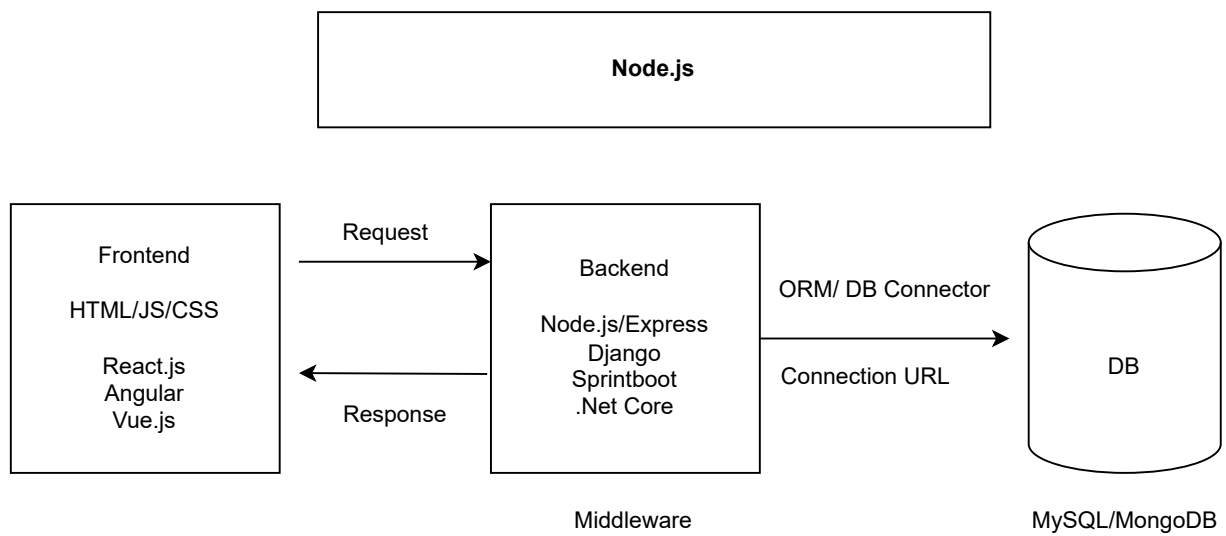 Node.js
Frontend
HTML/JS/CSS
React.js
Angular
Vue.js
Request
Response
Backend
Node.js/Express
Django
Sprintboot
.Net Core
Middleware
ORM/ DB Connector
Connection URL
DB
MySQL/MongoDB